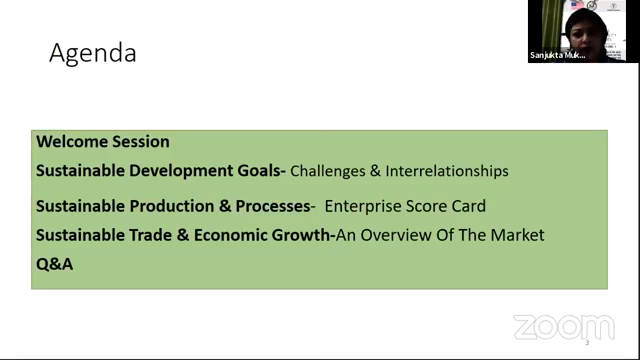 Sanjukta Muk...
Agenda
Welcome Session
Sustainable Development Goals- Challenges & Interrelationships
Sustainable Production & Processes- Enterprise Score Card
Sustainable Trade & Economic Growth-An Overview Of The Market
Q&A
zoom
3